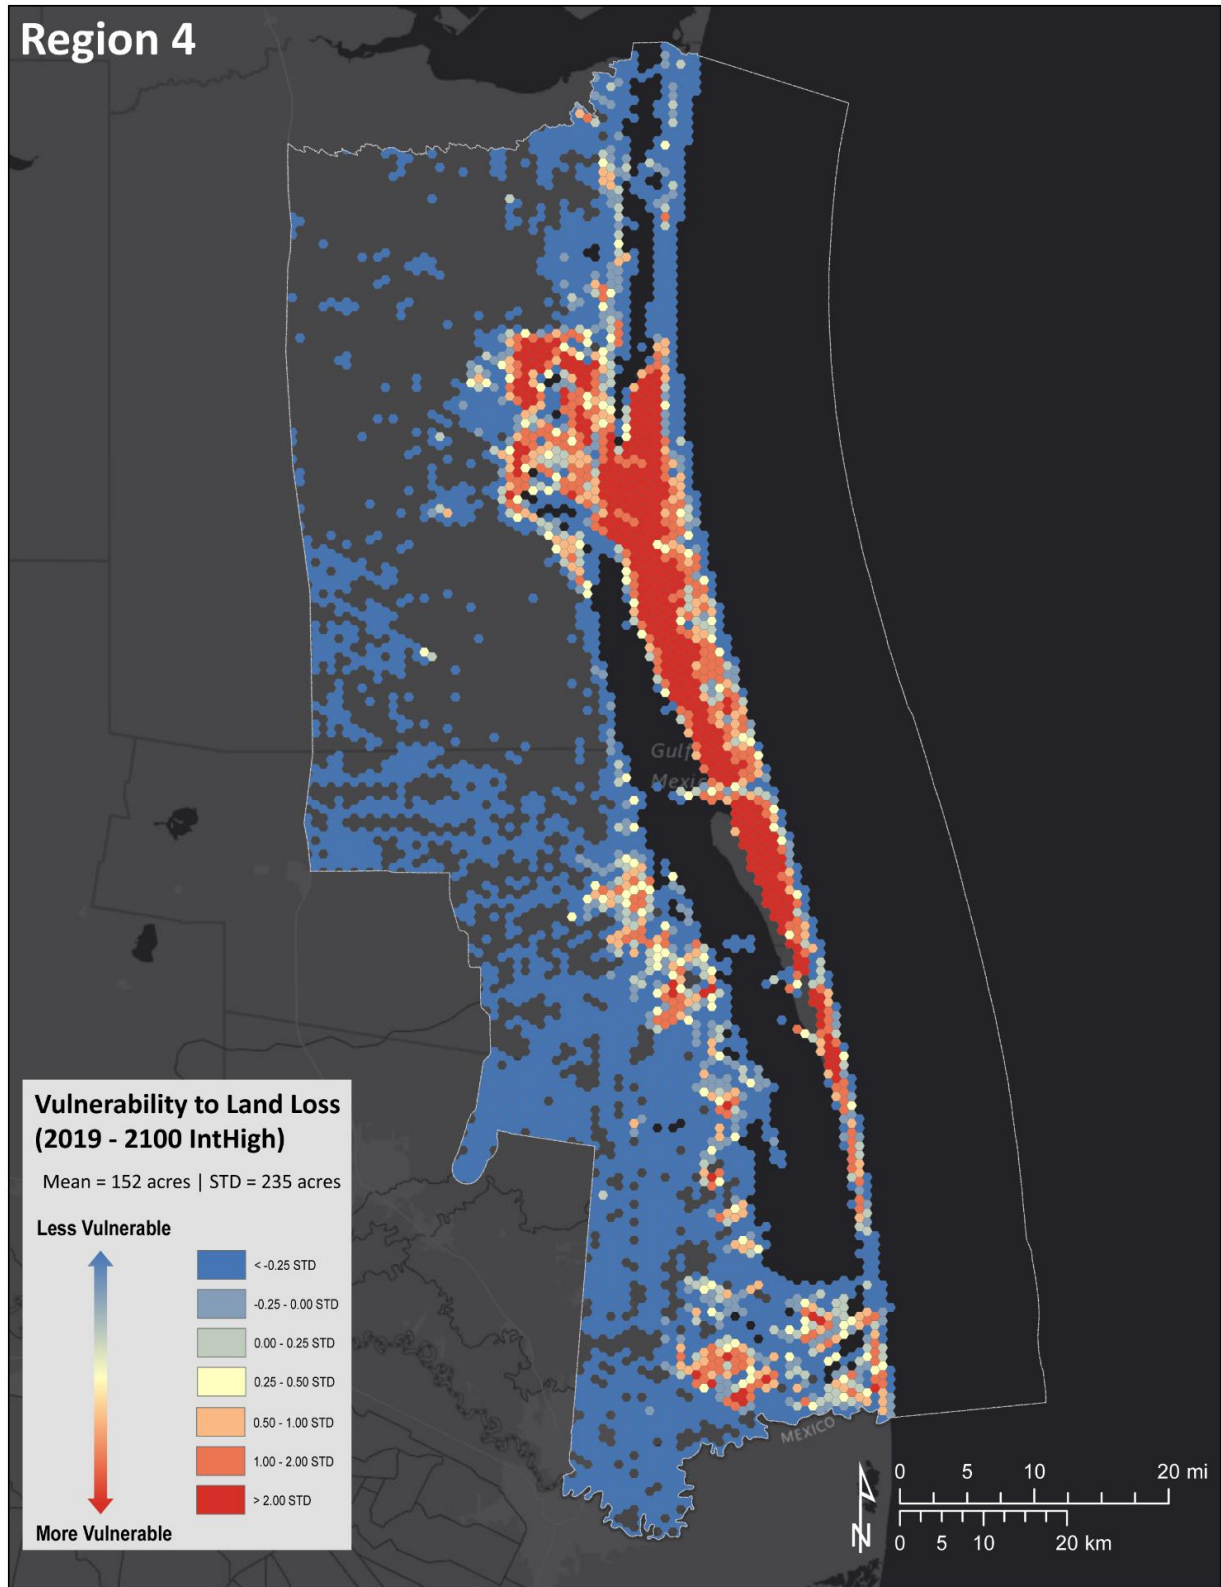 Region 4
Gulf
Mexic
Vulnerability to Land Loss
(2019 - 2100 IntHigh)
Mean = 152 acres | STD = 235 acres
Less Vulnerable
< -0.25 STD
-0.25 - 0.00 STD
0.00 - 0.25 STD
0.25 - 0.50 STD
0.50 - 1.00 STD
1.00 - 2.00 STD
> 2.00 STD
More Vulnerable
MEXICO
N
0 5 10 20 mi
0 5 10 20 km